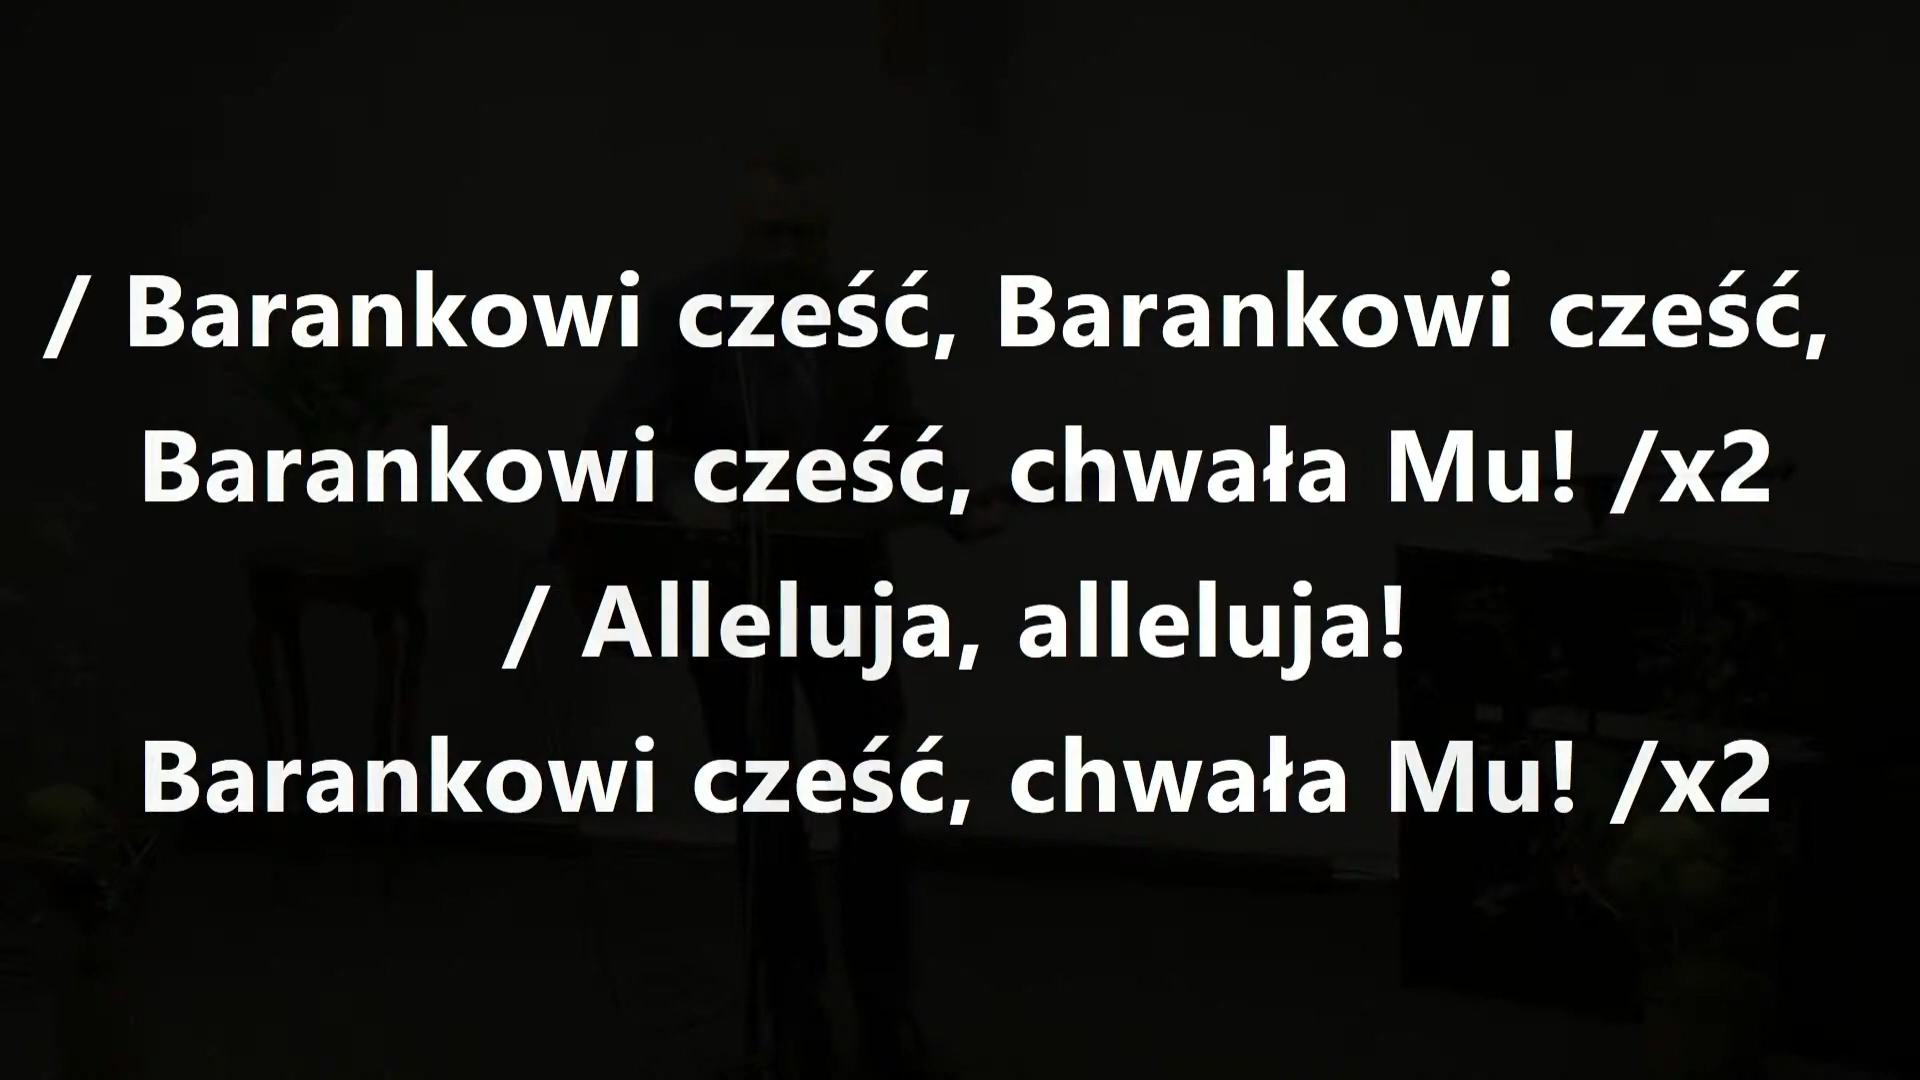 / Barankowi cześć, Barankowi cześć,
Barankowi cześć, chwała Mu! /x2
/ Alleluja, alleluja!
Barankowi cześć, chwała Mu! /x2